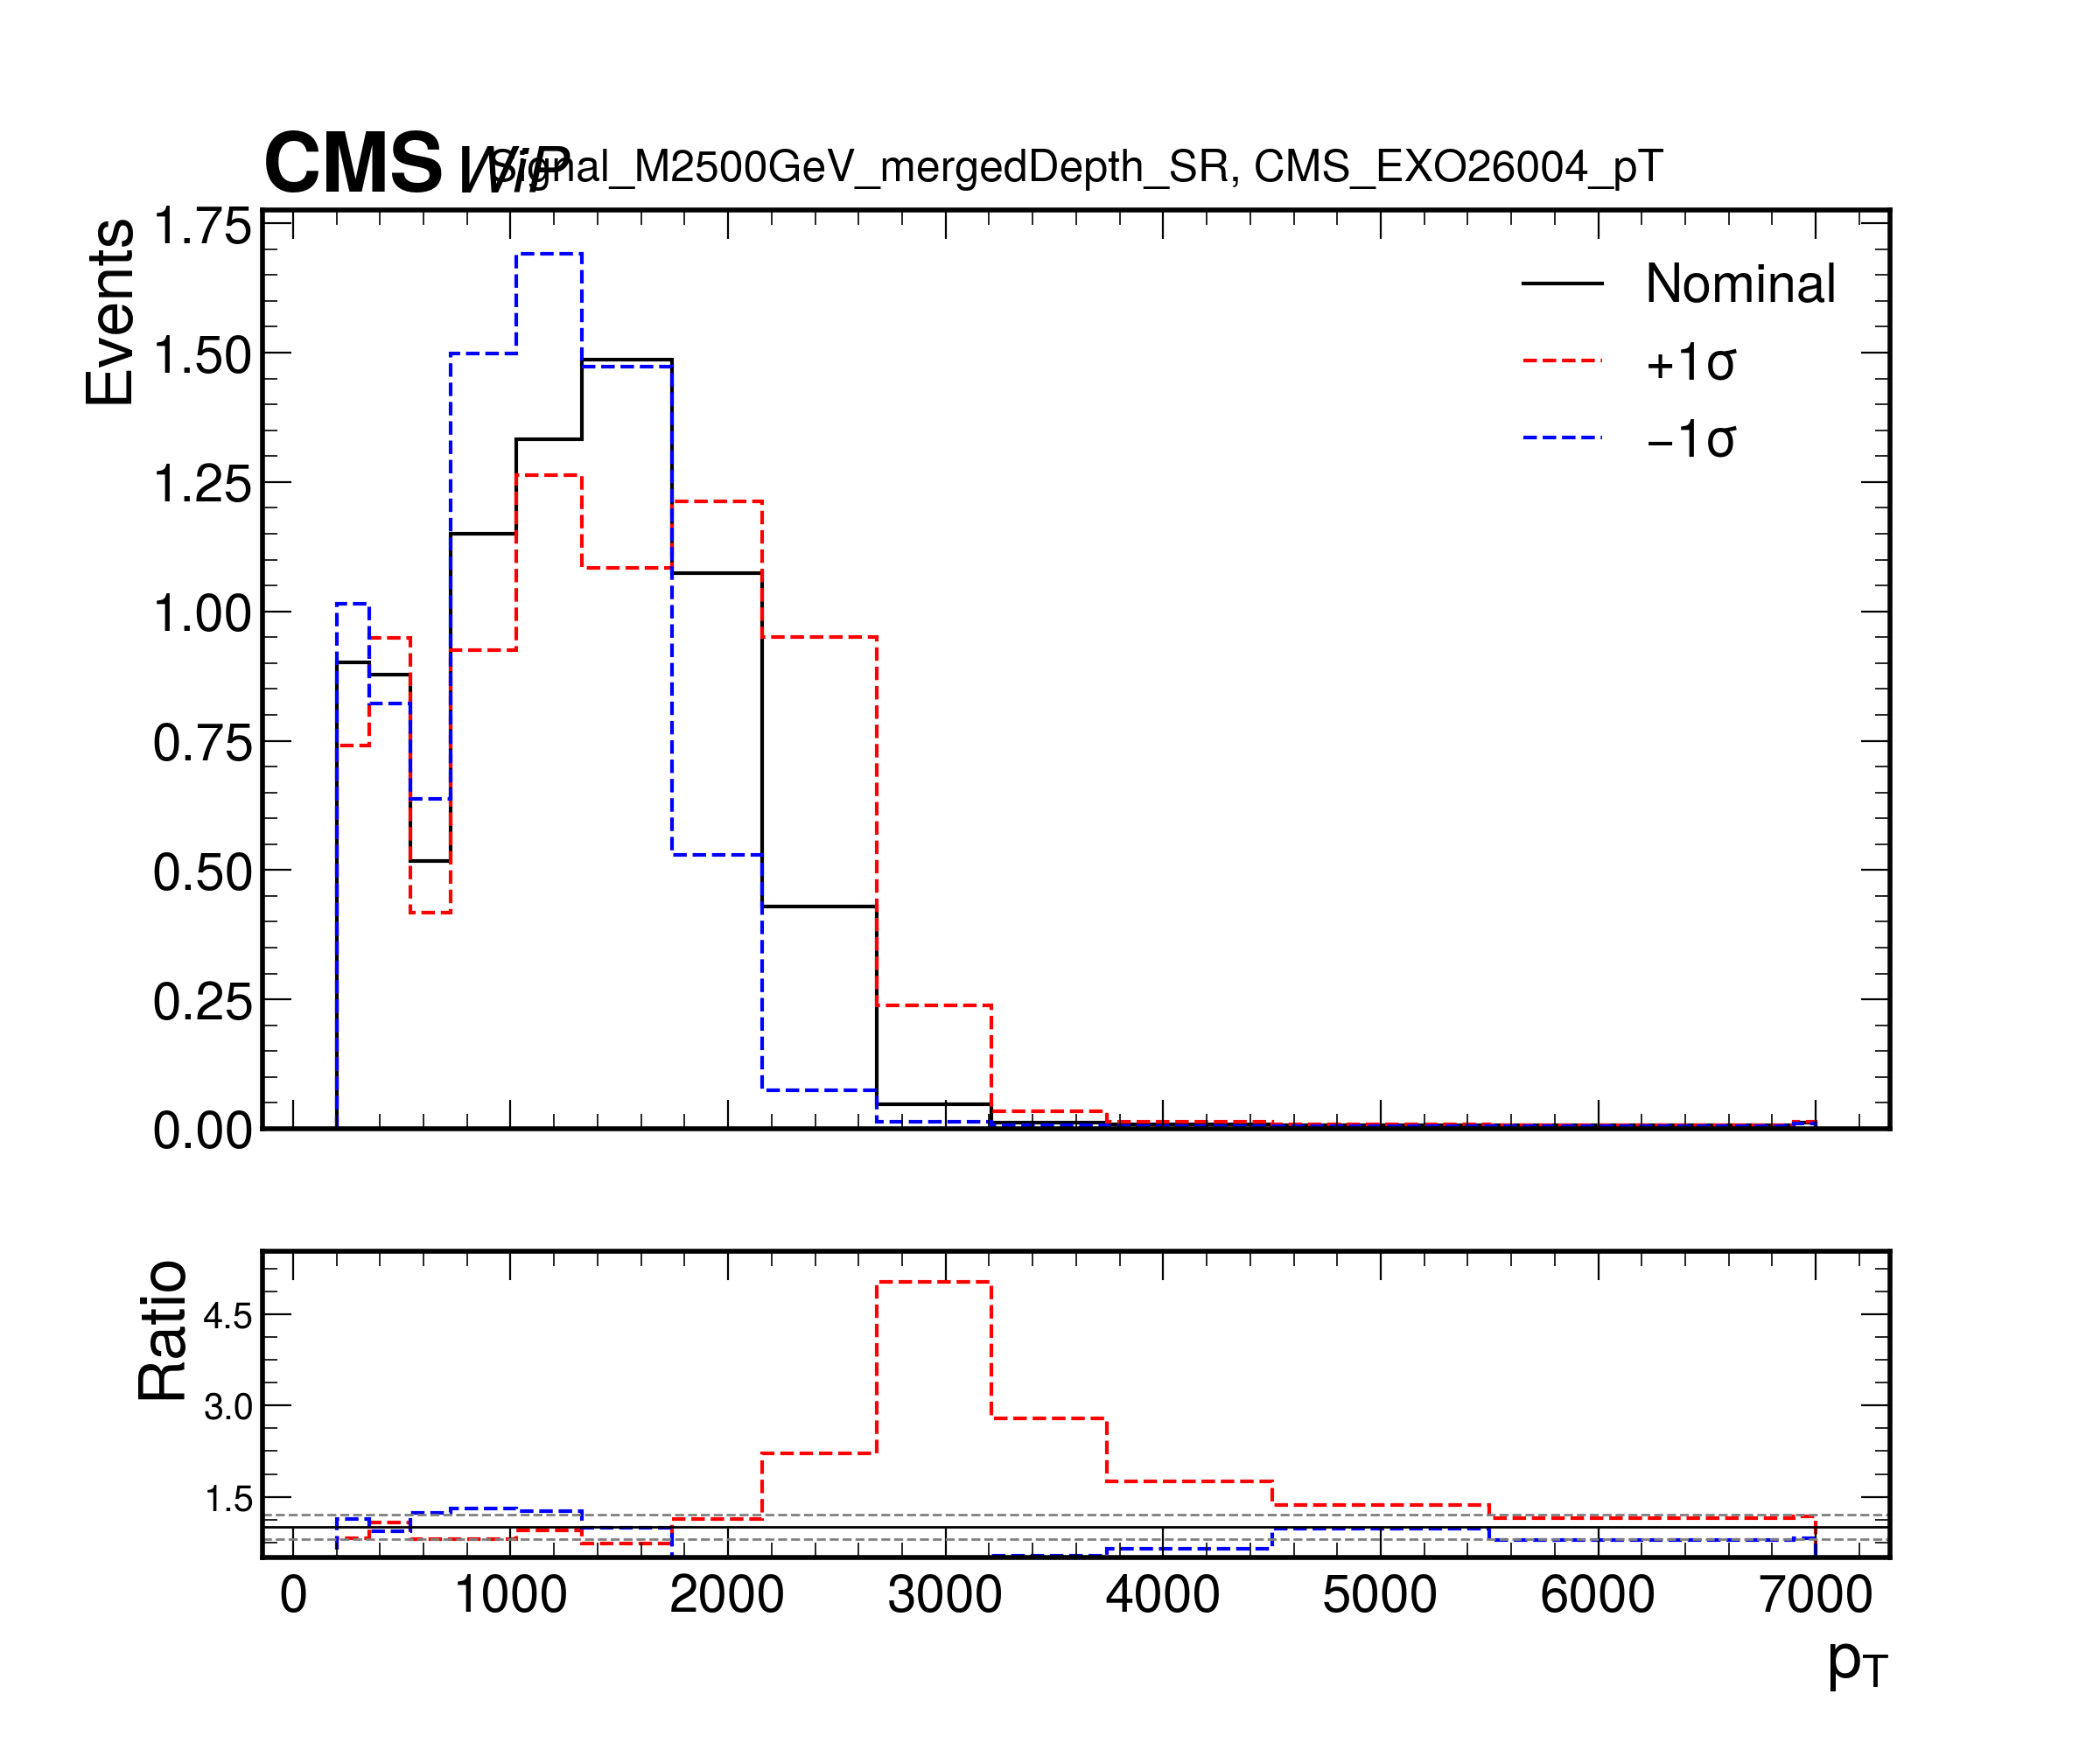 CMS WiP Signal_M2500GeV_mergedDepth_SR, CMS_EXO26004_pT
Events
1.75
1.50
1.25
1.00
0.75
0.50
0.25
0.00
Nominal
+1σ
−1σ
Ratio
4.5
3.0
1.5
0 1000 2000 3000 4000 5000 6000 7000
pT